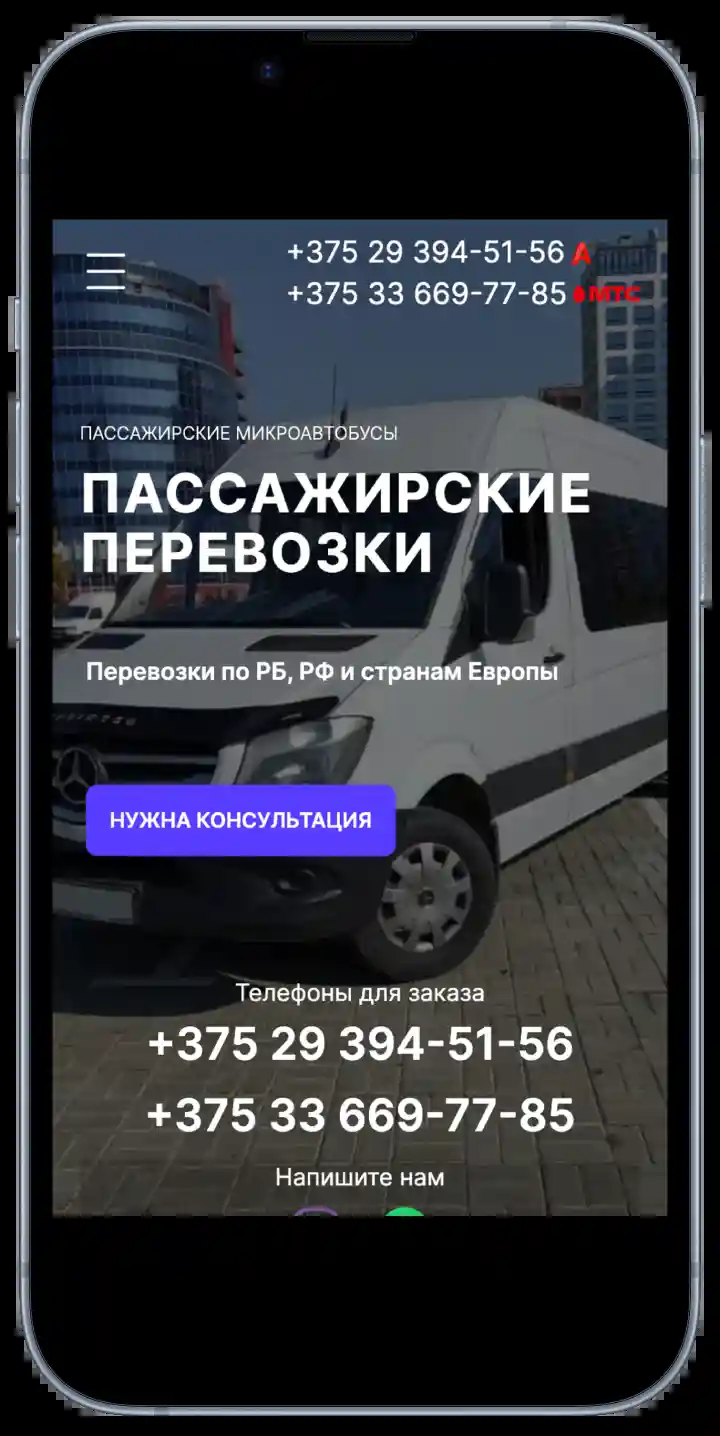 +375 29 394-51-56 A
+375 33 669-77-85 МТС
ПАССАЖИРСКИЕ МИКРОАВТОБУСЫ
ПАССАЖИРСКИЕ
ПЕРЕВОЗКИ
Перевозки по РБ, РФ и странам Европы
НУЖНА КОНСУЛЬТАЦИЯ
Телефоны для заказа
+375 29 394-51-56
+375 33 669-77-85
Напишите нам